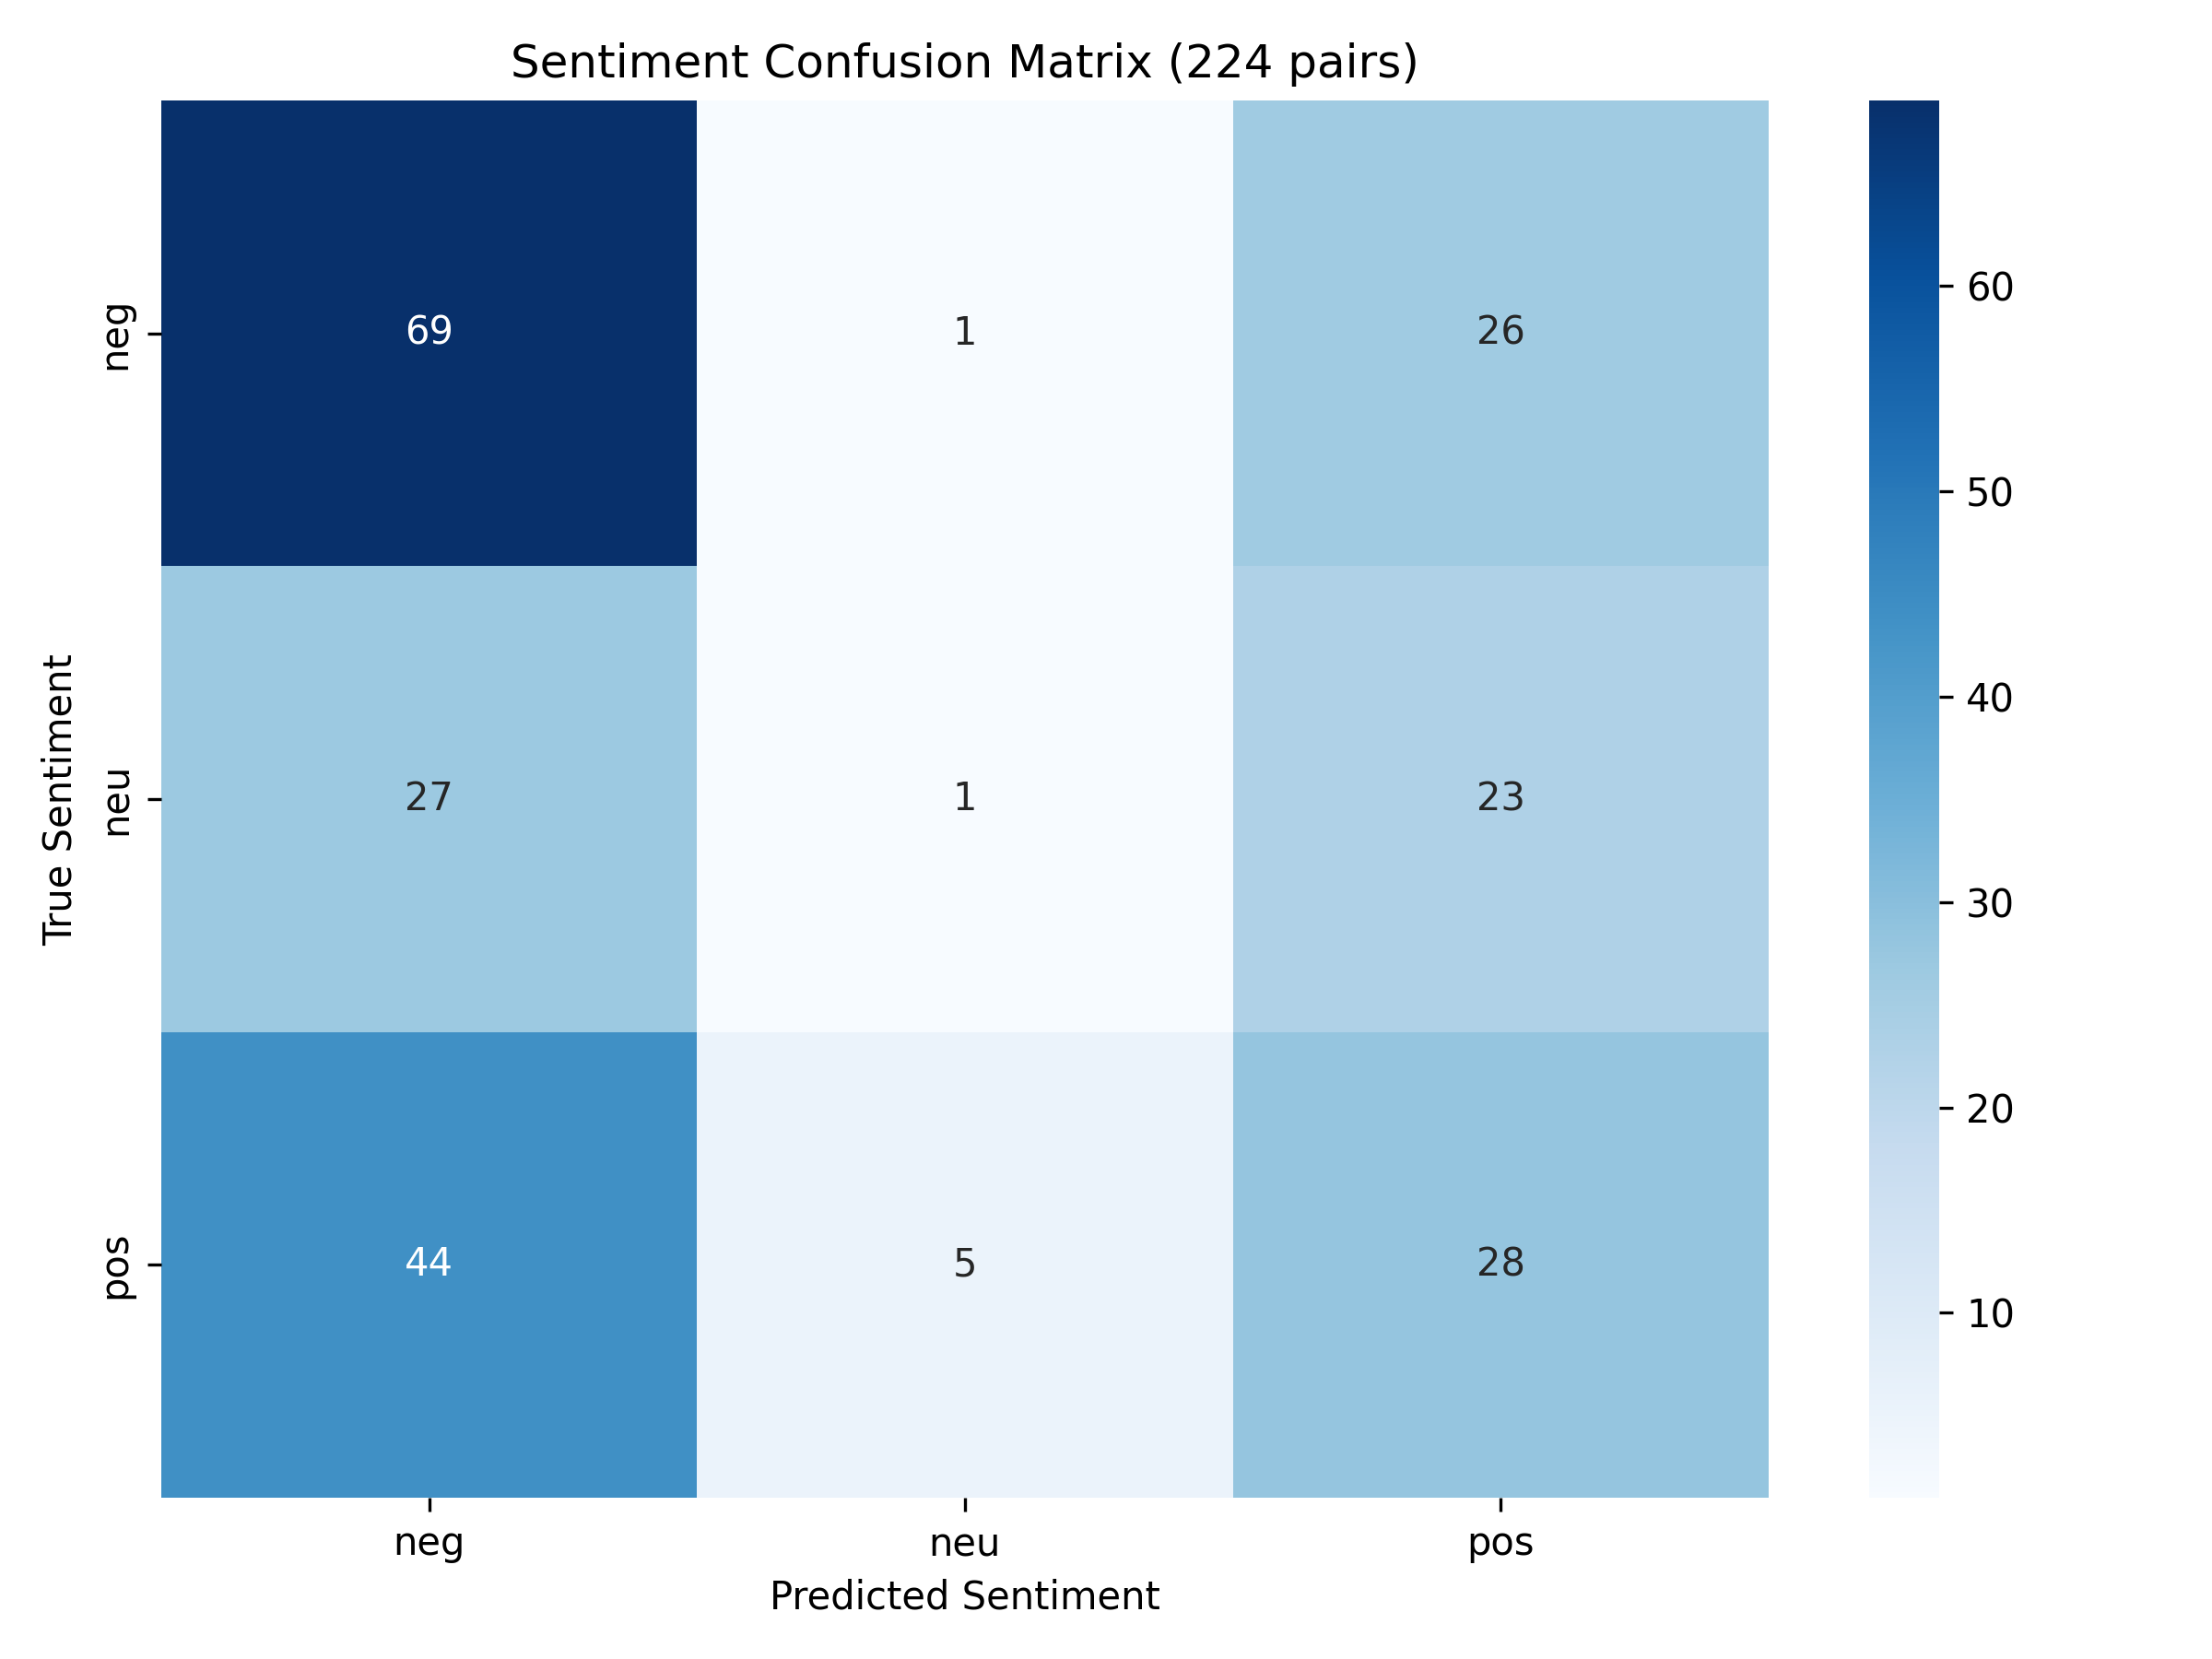 Sentiment Confusion Matrix (224 pairs)
True Sentiment
neg
69
1
26
neu
27
1
23
pos
44
5
28
neg
neu
pos
Predicted Sentiment
60
50
40
30
20
10